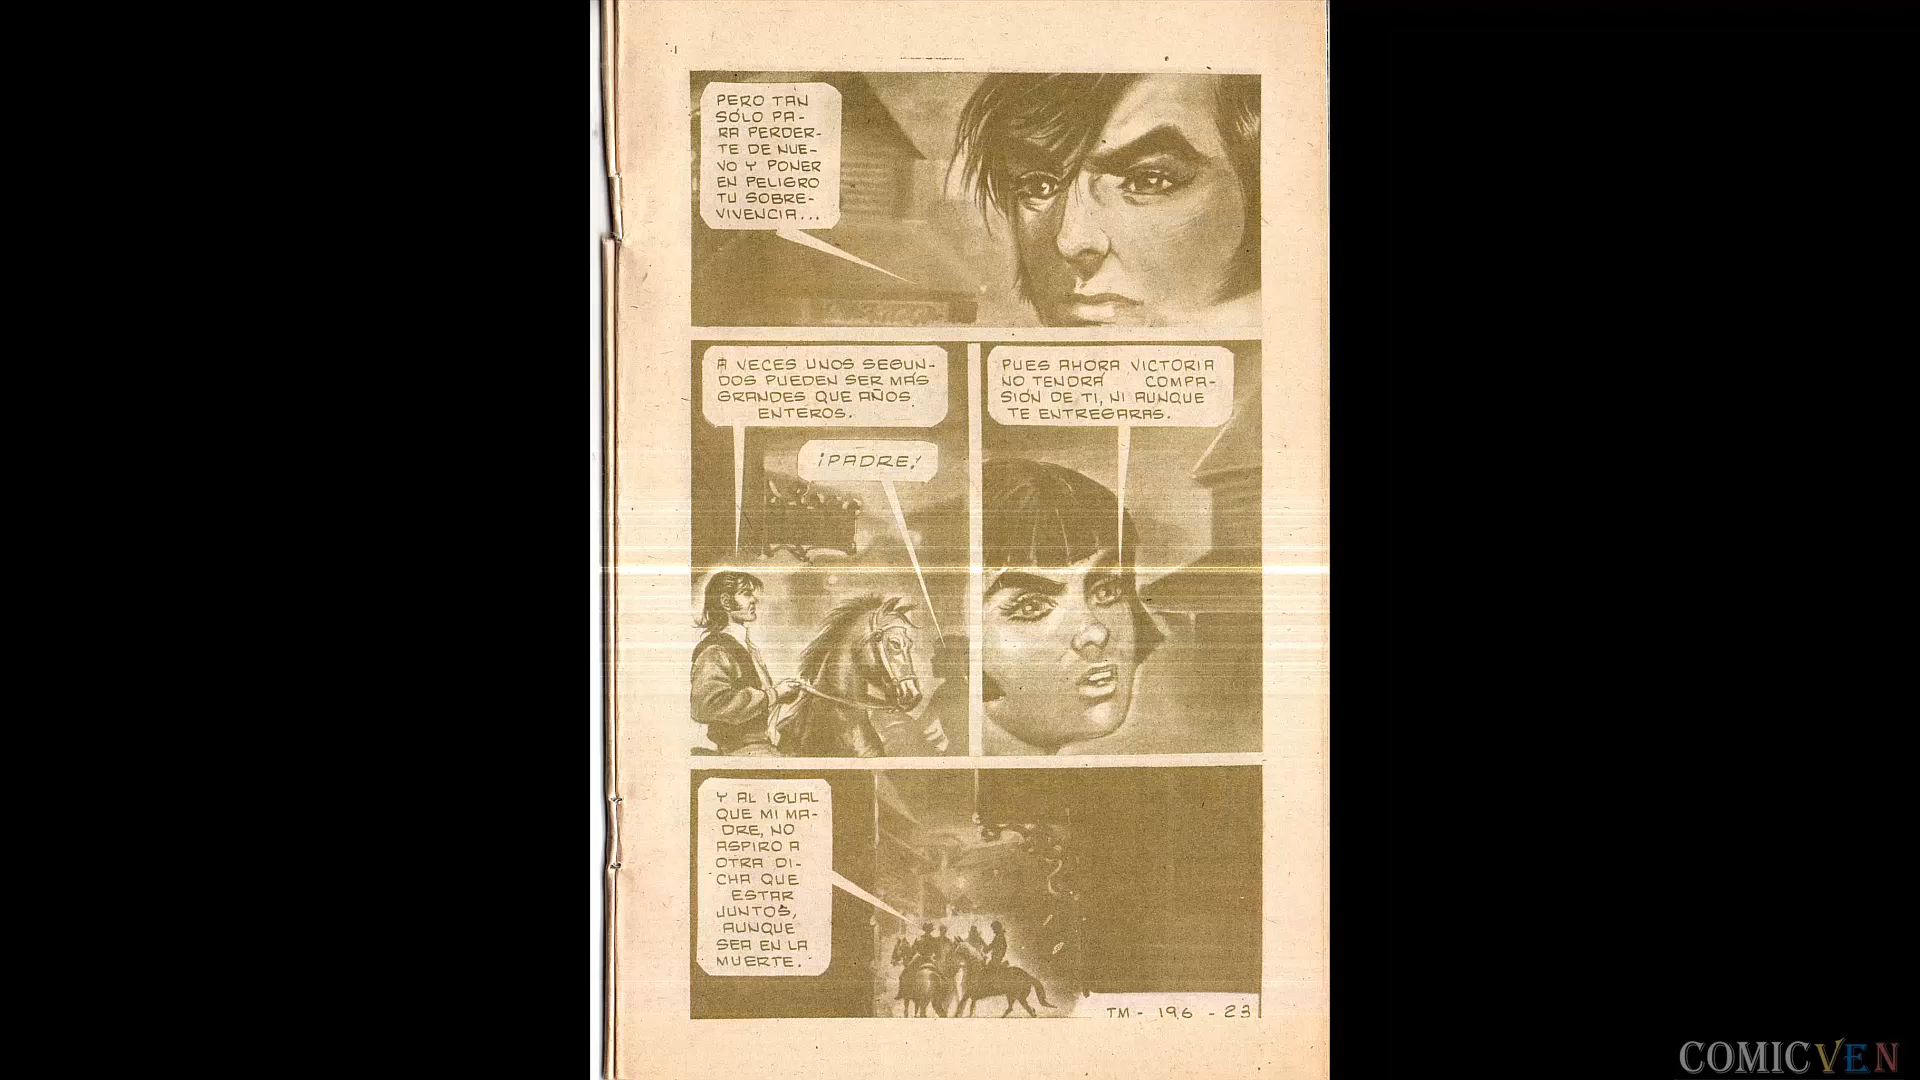 PERO TAN
SÓLO PA-
RA PERDER-
TE DE NUE-
VO Y PONER
EN PELIGRO
TU SOBRE-
VIVENCIA...
A VECES UNOS SEGUN-
DOS PUEDEN SER MÁS
GRANDES QUE AÑOS
ENTEROS.
¡PADRE!
PUES AHORA VICTORIA
NO TENDRÁ COMPA-
SIÓN DE TI, NI AUNQUE
TE ENTREGARAS.
Y AL IGUAL
QUE MI MA-
DRE, NO
ASPIRO A
OTRA DI-
CHA QUE
ESTAR
JUNTOS,
AUNQUE
SEA EN LA
MUERTE.
TM - 196 - 23
COMICVEN